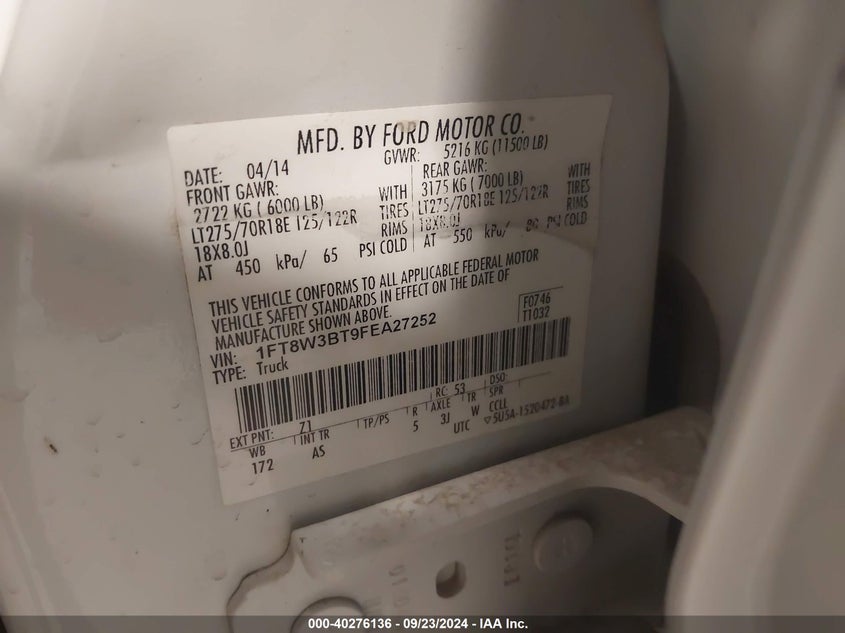 MFD. BY FORD MOTOR CO.
DATE: 04/14 GVWR: 5216 KG (11500 LB)
FRONT GAWR: REAR GAWR:
2722 KG ( 6000 LB) WITH 3175 KG ( 7000 LB) WITH
LT275/70R18E 125/122R TIRES LT275/70R18E 125/122R TIRES
18X8.0J RIMS 18X8.0J RIMS
AT 450 kPa/ 65 PSI COLD AT 550 kPa/ 80 PSI COLD
THIS VEHICLE CONFORMS TO ALL APPLICABLE FEDERAL MOTOR
VEHICLE SAFETY STANDARDS IN EFFECT ON THE DATE OF
MANUFACTURE SHOWN ABOVE.
VIN: 1FT8W3BT9FEA27252
TYPE: Truck
F0746
T1032
EXT PNT: Z1 RC: 53 DSO:
WB INT TR TP/PS R AXLE TR SPR
172 AS 5 3J W CCLL
UTC ▽5U5A-1520472-BA
000-40276136 - 09/23/2024 - IAA Inc.